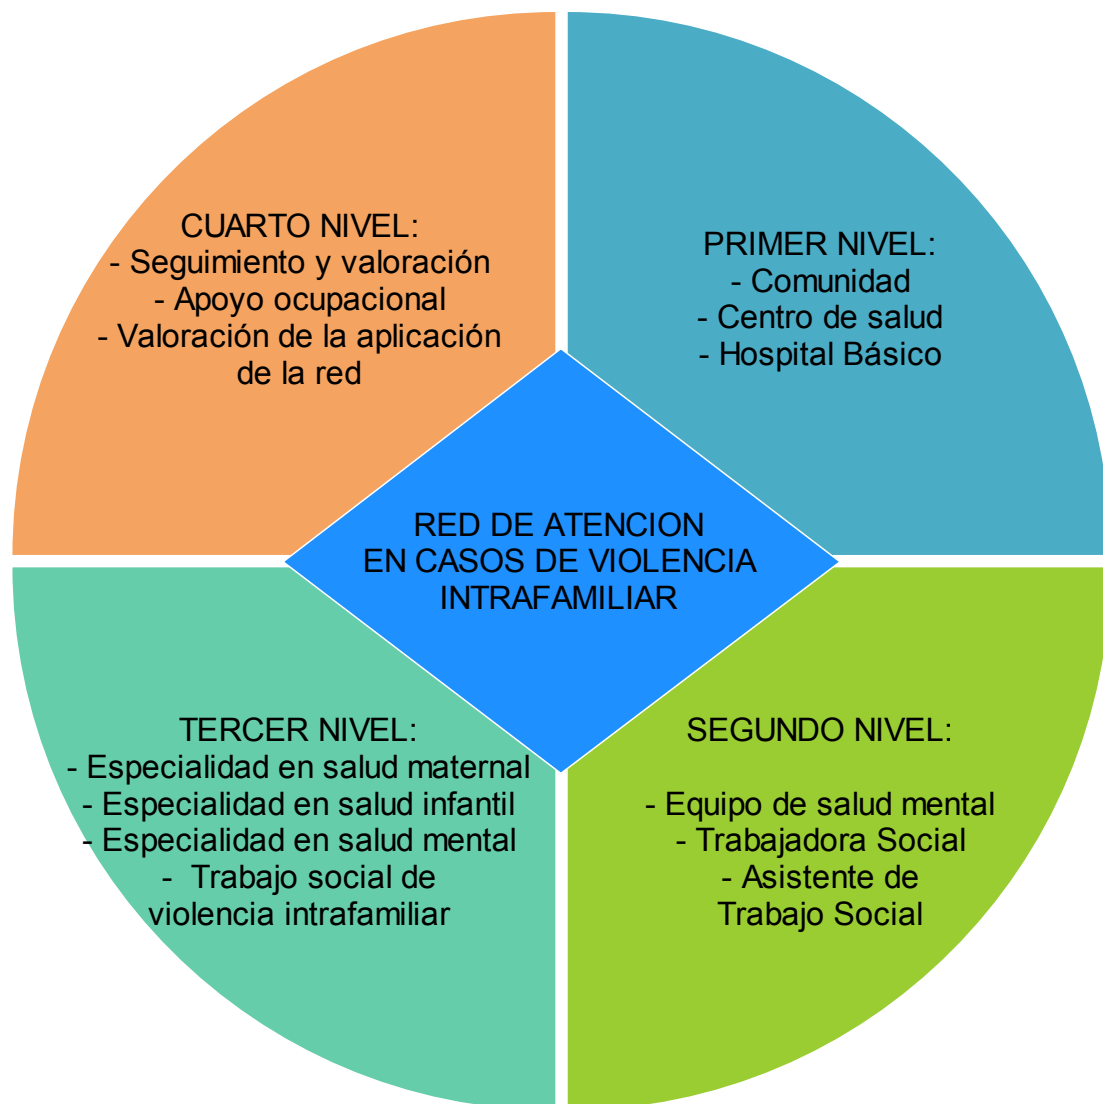 CUARTO NIVEL:
- Seguimiento y valoración
- Apoyo ocupacional
- Valoración de la aplicación
de la red
PRIMER NIVEL:
- Comunidad
- Centro de salud
- Hospital Básico
RED DE ATENCION
EN CASOS DE VIOLENCIA
INTRAFAMILIAR
TERCER NIVEL:
- Especialidad en salud maternal
- Especialidad en salud infantil
- Especialidad en salud mental
- Trabajo social de
violencia intrafamiliar
SEGUNDO NIVEL:
- Equipo de salud mental
- Trabajadora Social
- Asistente de
Trabajo Social